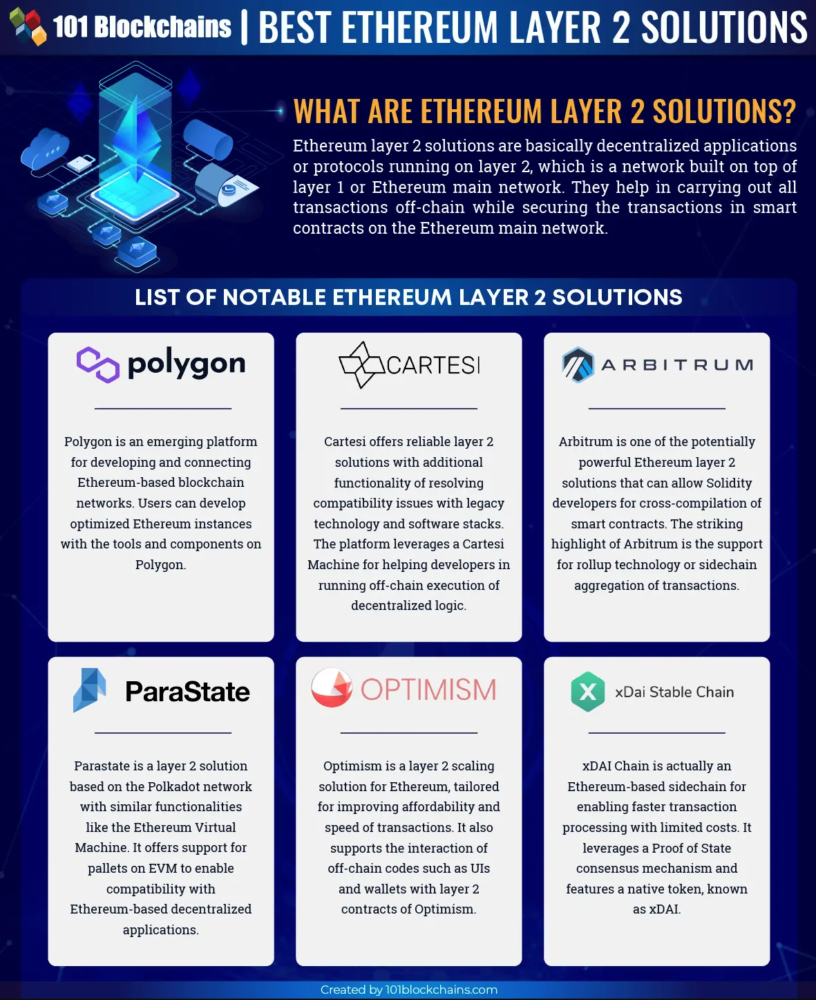 101 Blockchains | BEST ETHEREUM LAYER 2 SOLUTIONS
WHAT ARE ETHEREUM LAYER 2 SOLUTIONS?
Ethereum layer 2 solutions are basically decentralized applications
or protocols running on layer 2, which is a network built on top of
layer 1 or Ethereum main network. They help in carrying out all
transactions off-chain while securing the transactions in smart
contracts on the Ethereum main network.
LIST OF NOTABLE ETHEREUM LAYER 2 SOLUTIONS
polygon
Polygon is an emerging platform
for developing and connecting
Ethereum-based blockchain
networks. Users can develop
optimized Ethereum instances
with the tools and components on
Polygon.
CARTESI
Cartesi offers reliable layer 2
solutions with additional
functionality of resolving
compatibility issues with legacy
technology and software stacks.
The platform leverages a Cartesi
Machine for helping developers in
running off-chain execution of
decentralized logic.
ARBITRUM
Arbitrum is one of the potentially
powerful Ethereum layer 2
solutions that can allow Solidity
developers for cross-compilation of
smart contracts. The striking
highlight of Arbitrum is the support
for rollup technology or sidechain
aggregation of transactions.
ParaState
Parastate is a layer 2 solution
based on the Polkadot network
with similar functionalities
like the Ethereum Virtual
Machine. It offers support for
pallets on EVM to enable
compatibility with
Ethereum-based decentralized
applications.
OPTIMISM
Optimism is a layer 2 scaling
solution for Ethereum, tailored
for improving affordability and
speed of transactions. It also
supports the interaction of
off-chain codes such as UIs
and wallets with layer 2
contracts of Optimism.
X xDai Stable Chain
xDAI Chain is actually an
Ethereum-based sidechain for
enabling faster transaction
processing with limited costs. It
leverages a Proof of State
consensus mechanism and
features a native token, known
as xDAI.
Created by 101blockchains.com